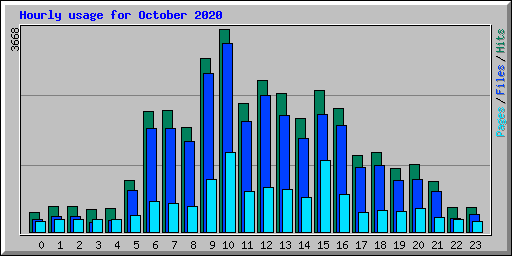 Hourly usage for October 2020
3668
Pages / Files / Hits
0 1 2 3 4 5 6 7 8 9 10 11 12 13 14 15 16 17 18 19 20 21 22 23